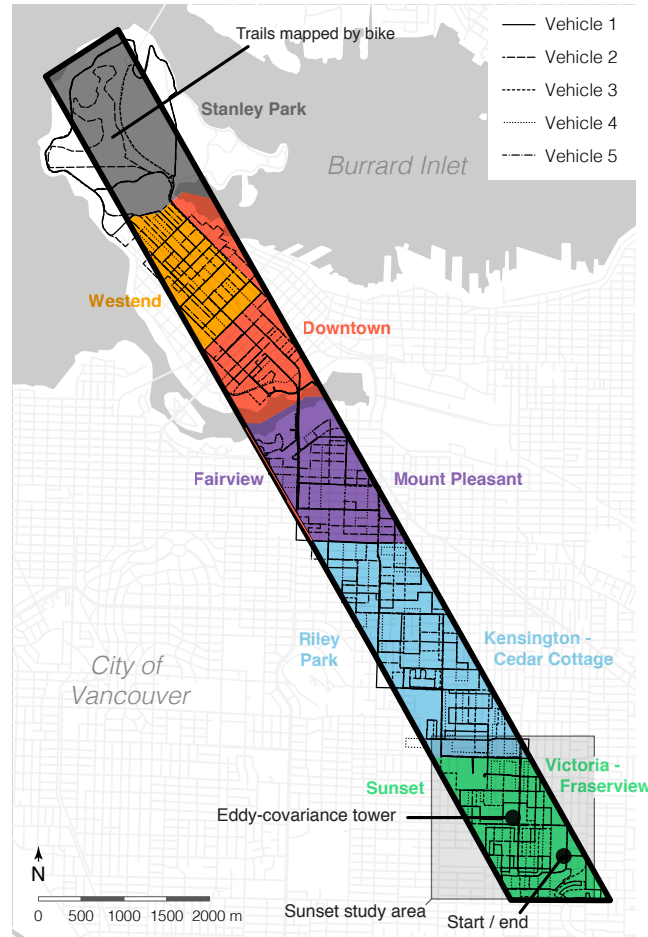 Trails mapped by bike
Vehicle 1
Vehicle 2
Vehicle 3
Vehicle 4
Vehicle 5
Stanley Park
Burrard Inlet
Westend
Downtown
Fairview
Mount Pleasant
Riley
Park
Kensington -
Cedar Cottage
City of
Vancouver
Sunset
Victoria -
Fraserview
Eddy-covariance tower
N
0 500 1000 1500 2000 m
Sunset study area
Start / end